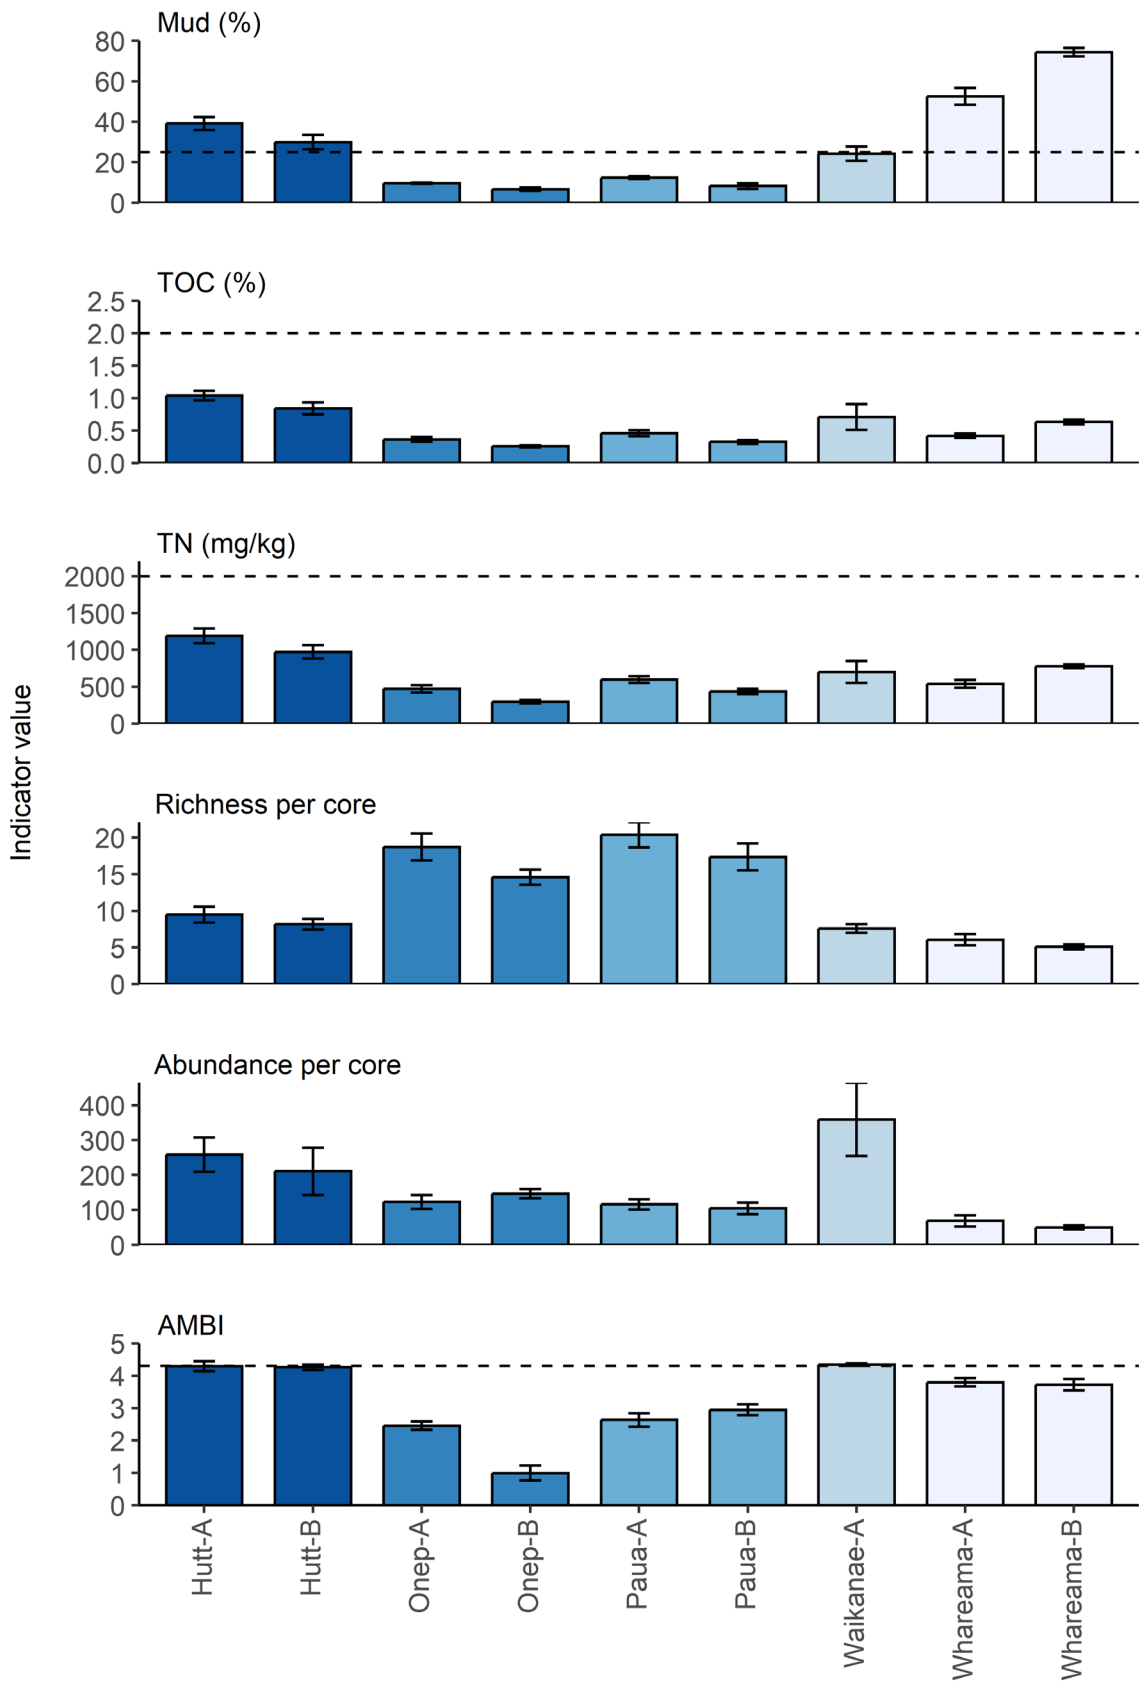 Mud (%)
80
60
40
20
0
TOC (%)
2.5
2.0
1.5
1.0
0.5
0.0
TN (mg/kg)
2000
1500
1000
500
0
Indicator value
Richness per core
20
15
10
5
0
Abundance per core
400
300
200
100
0
AMBI
5
4
3
2
1
0
Hutt-A
Hutt-B
Onep-A
Onep-B
Paua-A
Paua-B
Waikanae-A
Whareama-A
Whareama-B